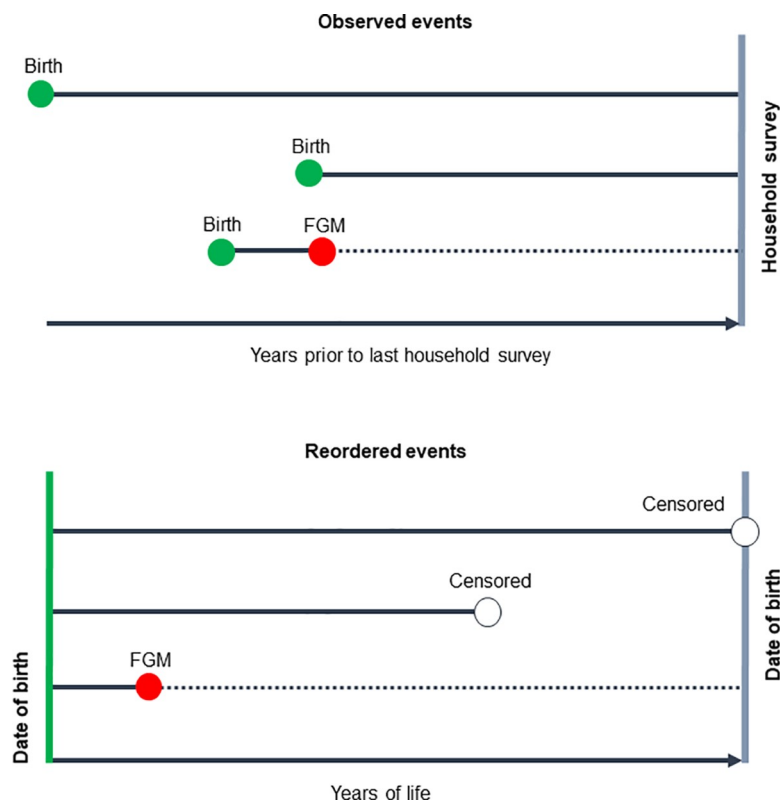 Observed events
Birth
Birth
Birth
FGM
Household survey
Years prior to last household survey
Reordered events
Censored
Censored
FGM
Date of birth
Date of birth
Years of life